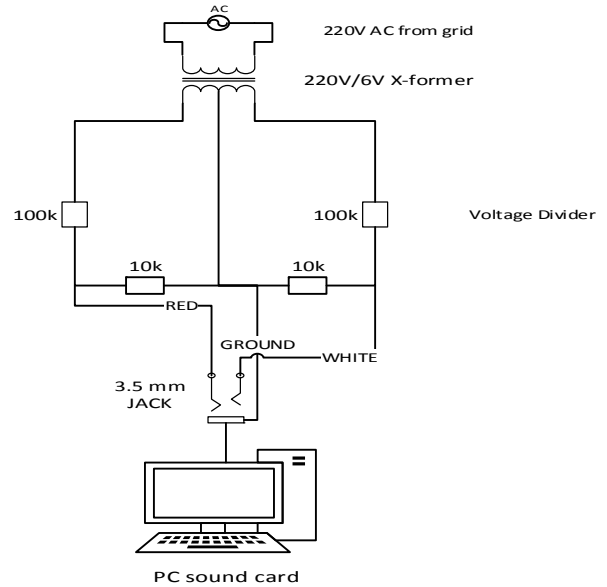 AC
220V AC from grid
220V/6V X-former
100k
100k
Voltage Divider
10k
10k
RED
GROUND
WHITE
3.5 mm
JACK
PC sound card